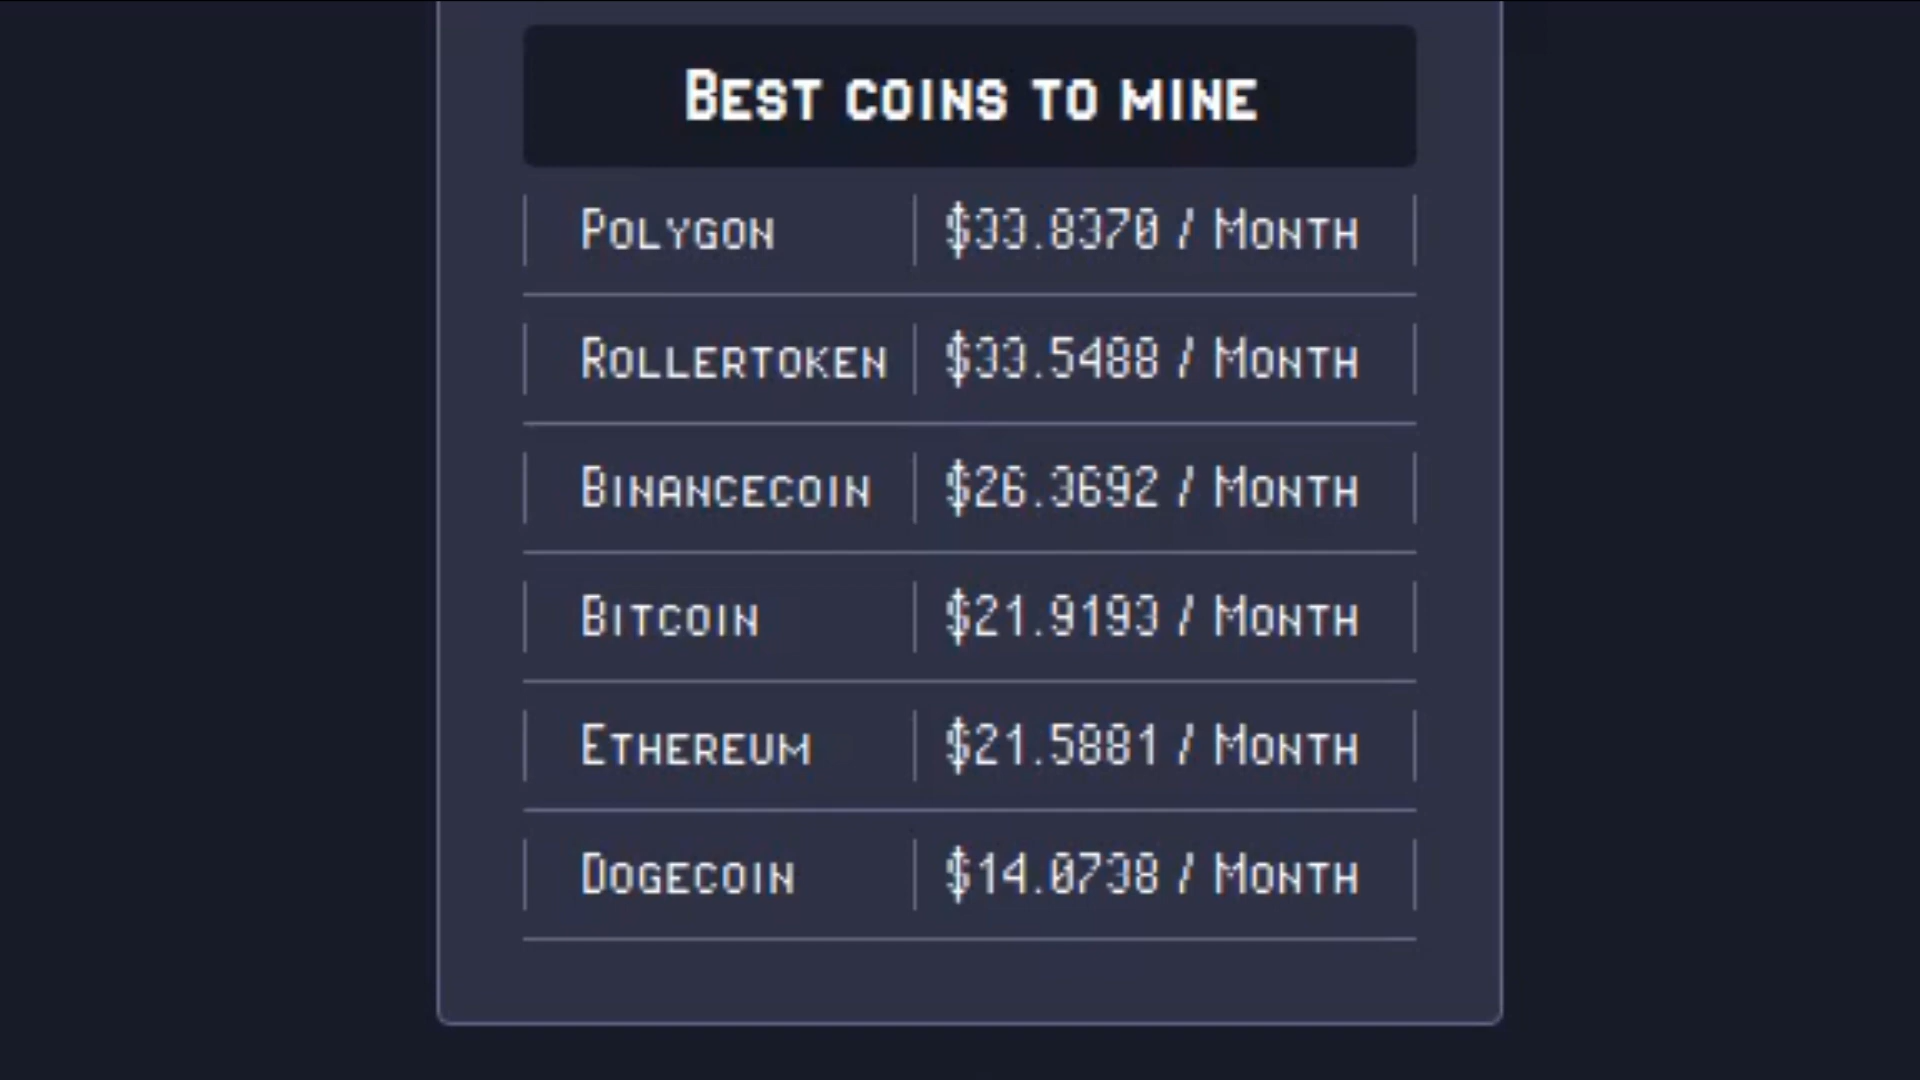 Best coins to mine
Polygon $33.8370 / Month
Rollertoken $33.5488 / Month
Binancecoin $26.3692 / Month
Bitcoin $21.9193 / Month
Ethereum $21.5881 / Month
Dogecoin $14.0738 / Month